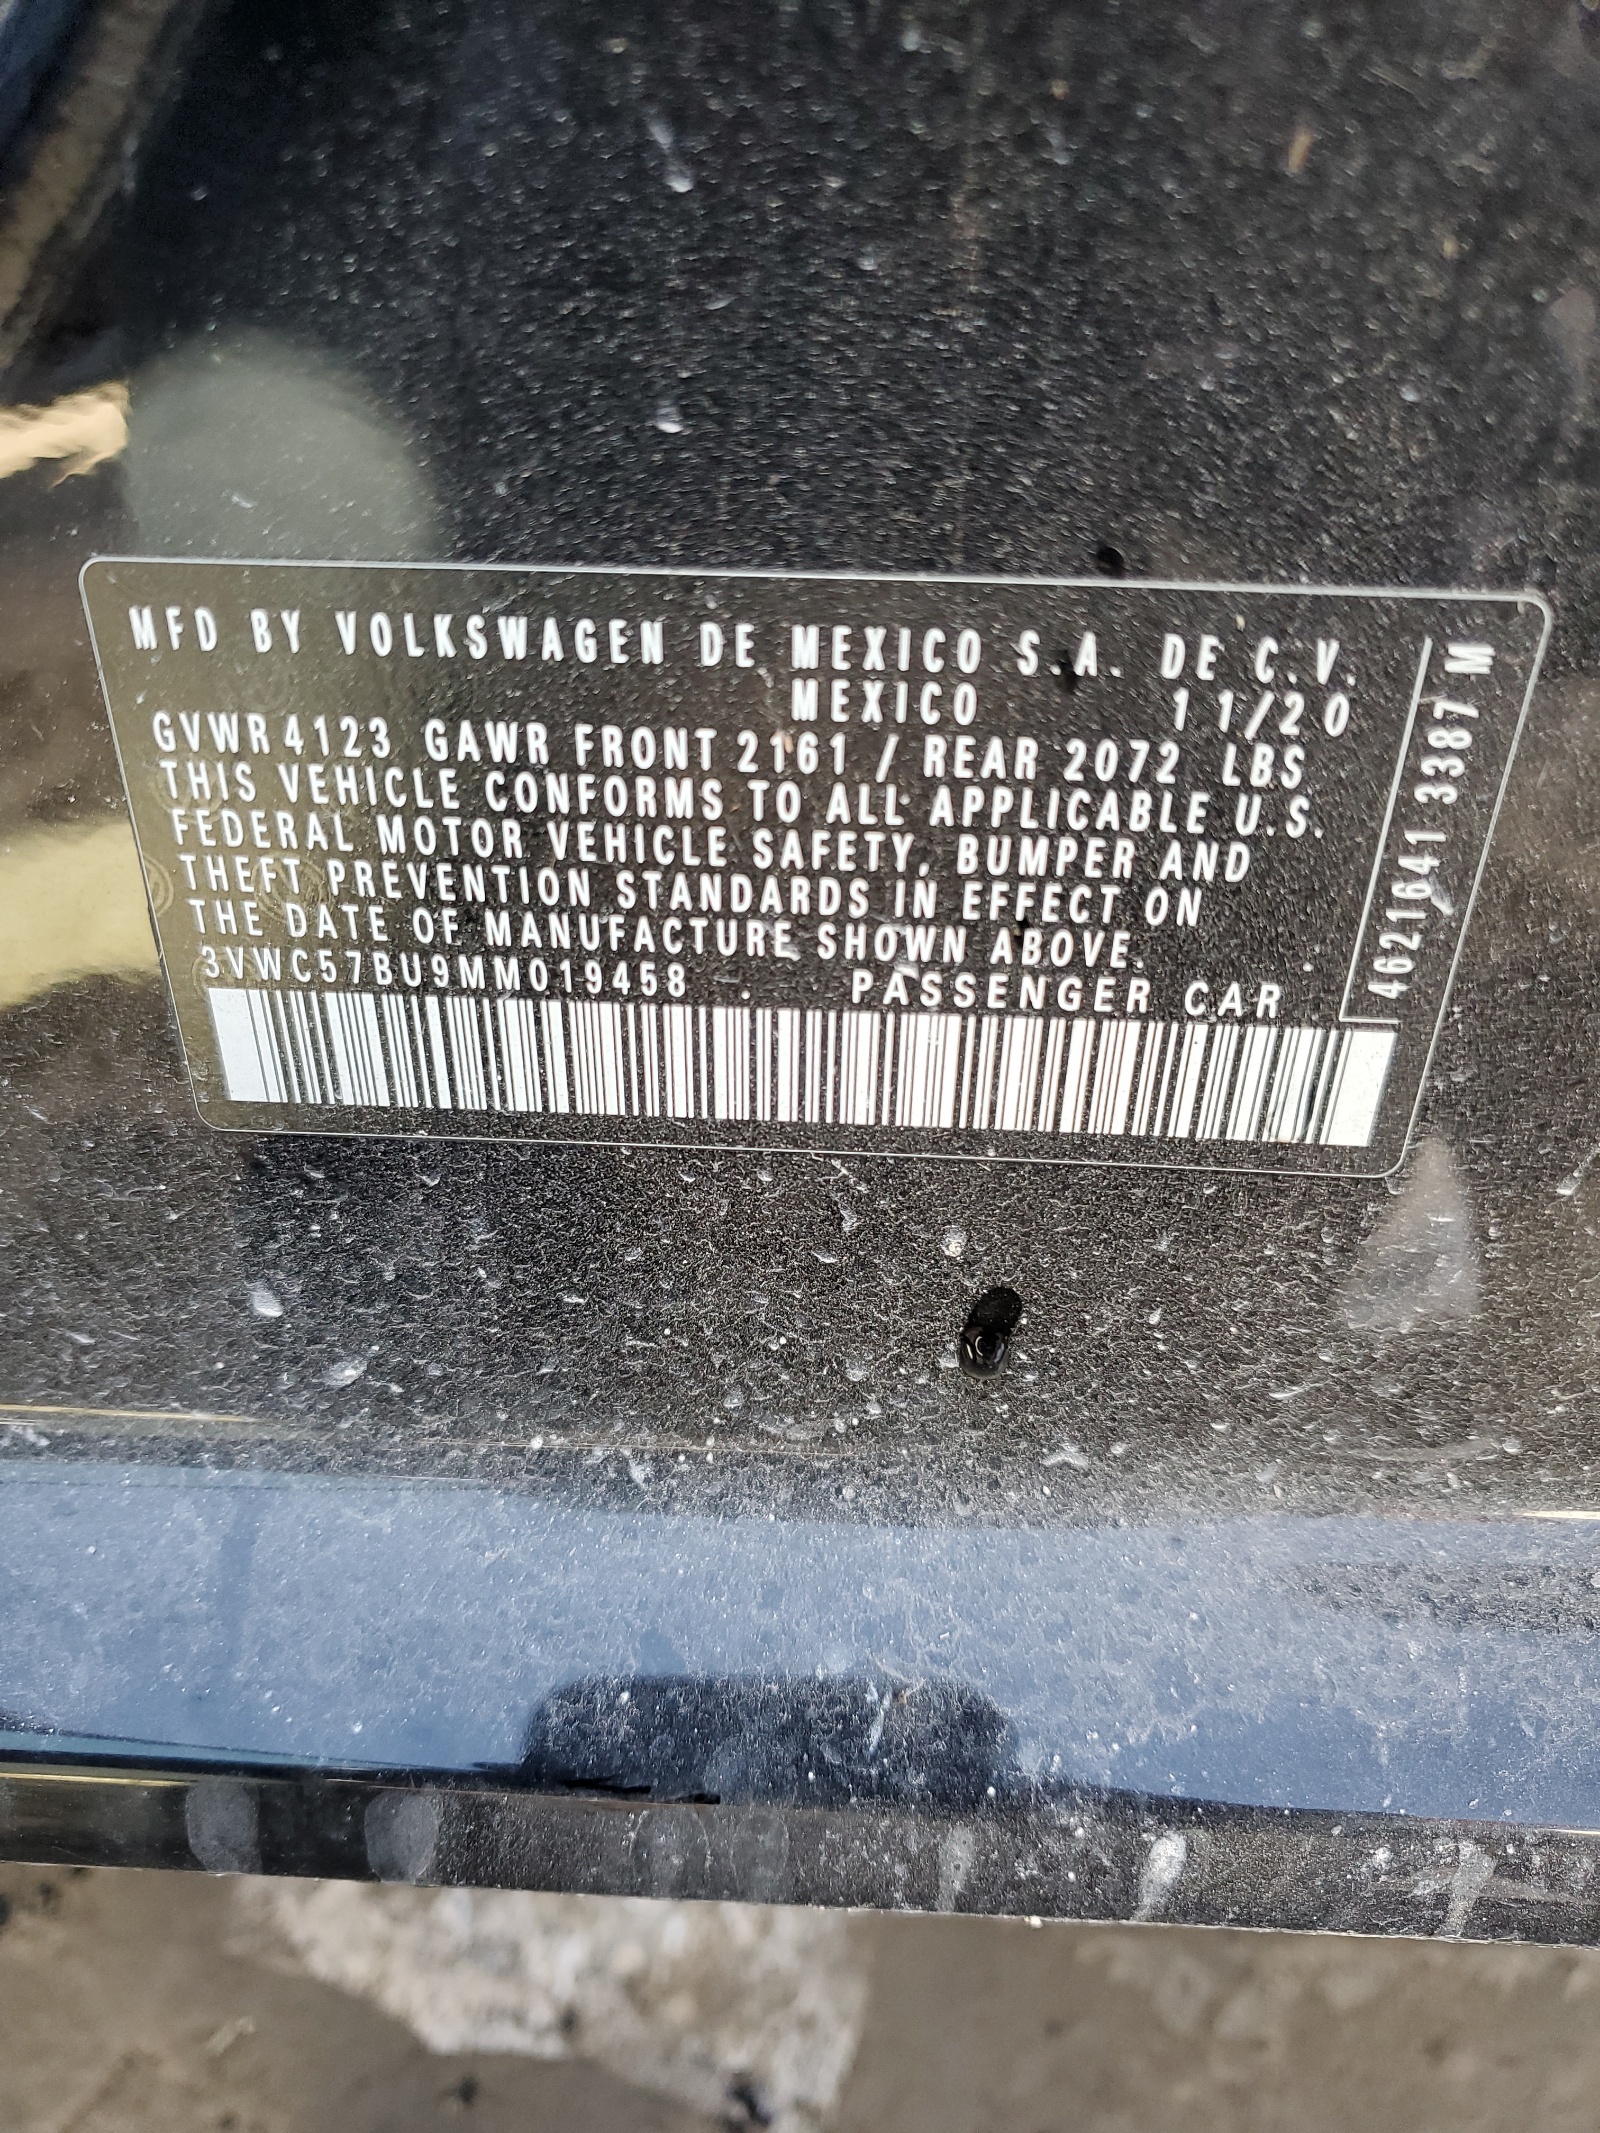 MFD BY VOLKSWAGEN DE MEXICO S.A. DE C.V.
MEXICO 11/20
GVWR 4123 GAWR FRONT 2161 / REAR 2072 LBS
THIS VEHICLE CONFORMS TO ALL APPLICABLE U.S.
FEDERAL MOTOR VEHICLE SAFETY, BUMPER AND
THEFT PREVENTION STANDARDS IN EFFECT ON
THE DATE OF MANUFACTURE SHOWN ABOVE.
3VWC57BU9MM019458 PASSENGER CAR
4621641 3387 M